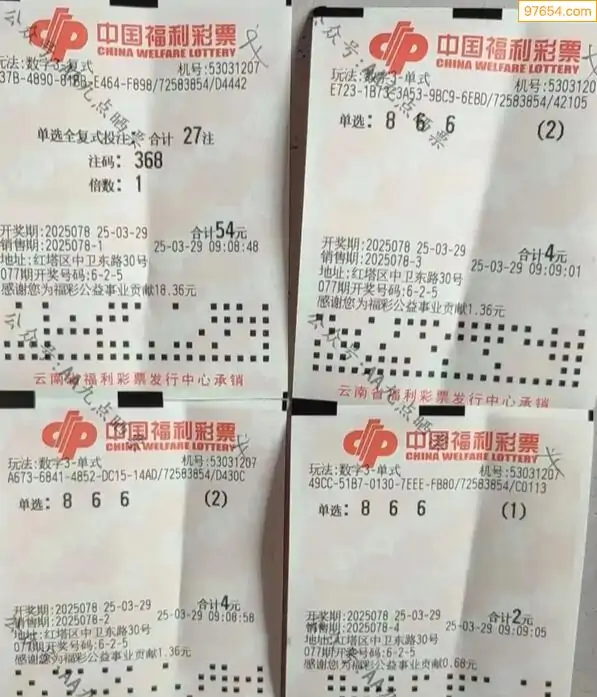 97654.com
中国福利彩票
CHINA WELFARE LOTTERY
玩法:数字3-复式
机号:53031207
E464-F898/72583854/D4442
单选全复式投注: 合计 27注
注码: 368
倍数: 1
开奖期:2025078 25-03-29
合计54元
销售期:2025078-1
25-03-29 09:08:48
地址:红塔区中卫东路30号
077期开奖号码:6-2-5
感谢您为福彩公益事业贡献18.36元
云南省福利彩票发行中心承销
中国福利彩票
CHINA WELFARE LOTTERY
玩法:数字3-单式
机号:5303120
E723-1B73-3A53-9BC9-6EBD/72583854/42105
单选: 8 6 6 (2)
开奖期:2025078 25-03-29
合计4元
销售期:2025078-3
25-03-29 09:09:01
地址:红塔区中卫东路30号
077期开奖号码:6-2-5
感谢您为福彩公益事业贡献1.36元
云南省福利彩票发行中心承销
中国福利彩票
CHINA WELFARE LOTTERY
玩法:数字3-单式
机号:53031207
A673-6841-4852-DC15-14AD/72583854/D430C
单选: 8 6 6 (2)
开奖期:2025078 25-03-29
合计4元
销售期:2025078-2
25-03-29 09:08:58
地址:红塔区中卫东路30号
077期开奖号码:6-2-5
感谢您为福彩公益事业贡献1.36元
中国福利彩票
CHINA WELFARE LOTTERY
玩法:数字3-单式
机号:53031207
49CC-51B7-0130-7EEE-FB80/72583854/C0113
单选: 8 6 6 (1)
开奖期:2025078 25-03-29
合计2元
销售期:2025078-4
25-03-29 09:09:05
地址:红塔区中卫东路30号
077期开奖号码:6-2-5
感谢您为福彩公益事业贡献0.68元
公众号:AA九点晒票